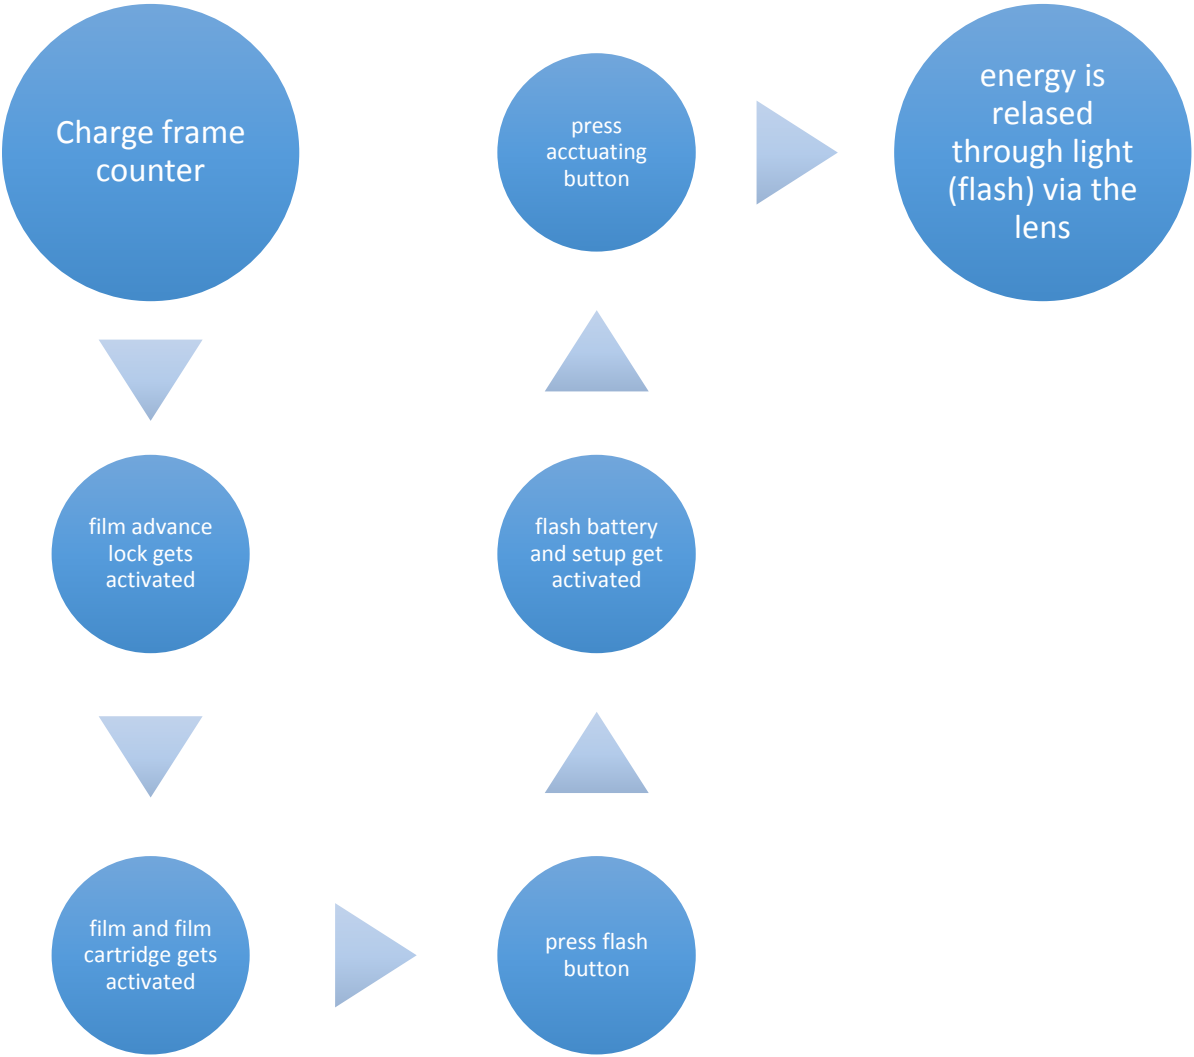 Charge frame
counter
film advance
lock gets
activated
film and film
cartridge gets
activated
press flash
button
flash battery
and setup get
activated
press
acctuating
button
energy is
relased
through light
(flash) via the
lens